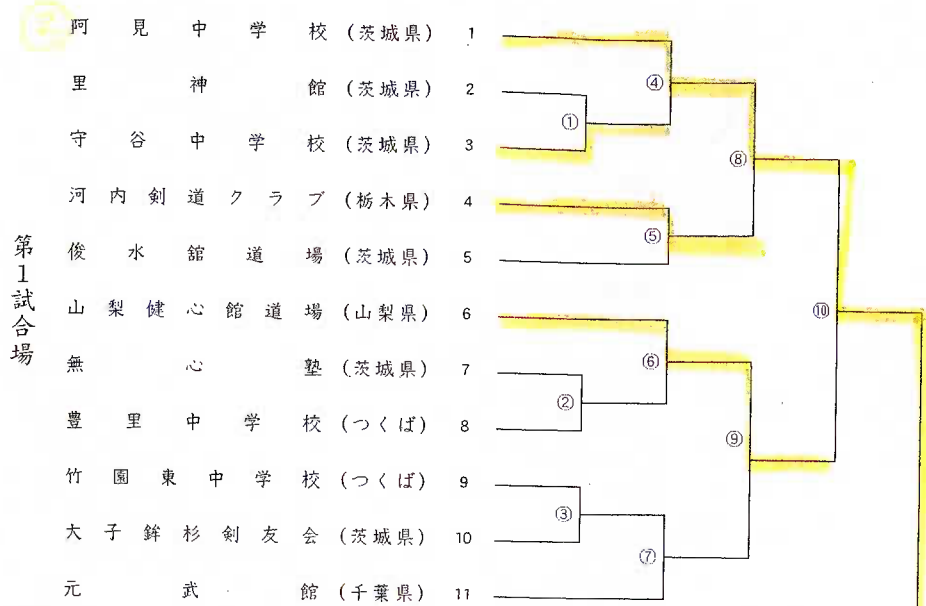 阿見中学校 (茨城県) 1
里神館 (茨城県) 2
守谷中学校 (茨城県) 3
河内剣道クラブ (栃木県) 4
俊水舘道場 (茨城県) 5
山梨健心館道場 (山梨県) 6
無心塾 (茨城県) 7
豊里中学校 (つくば) 8
竹園東中学校 (つくば) 9
大子鉾杉剣友会 (茨城県) 10
元武館 (千葉県) 11
第1試合場
①
②
③
④
⑤
⑥
⑦
⑧
⑨
⑩